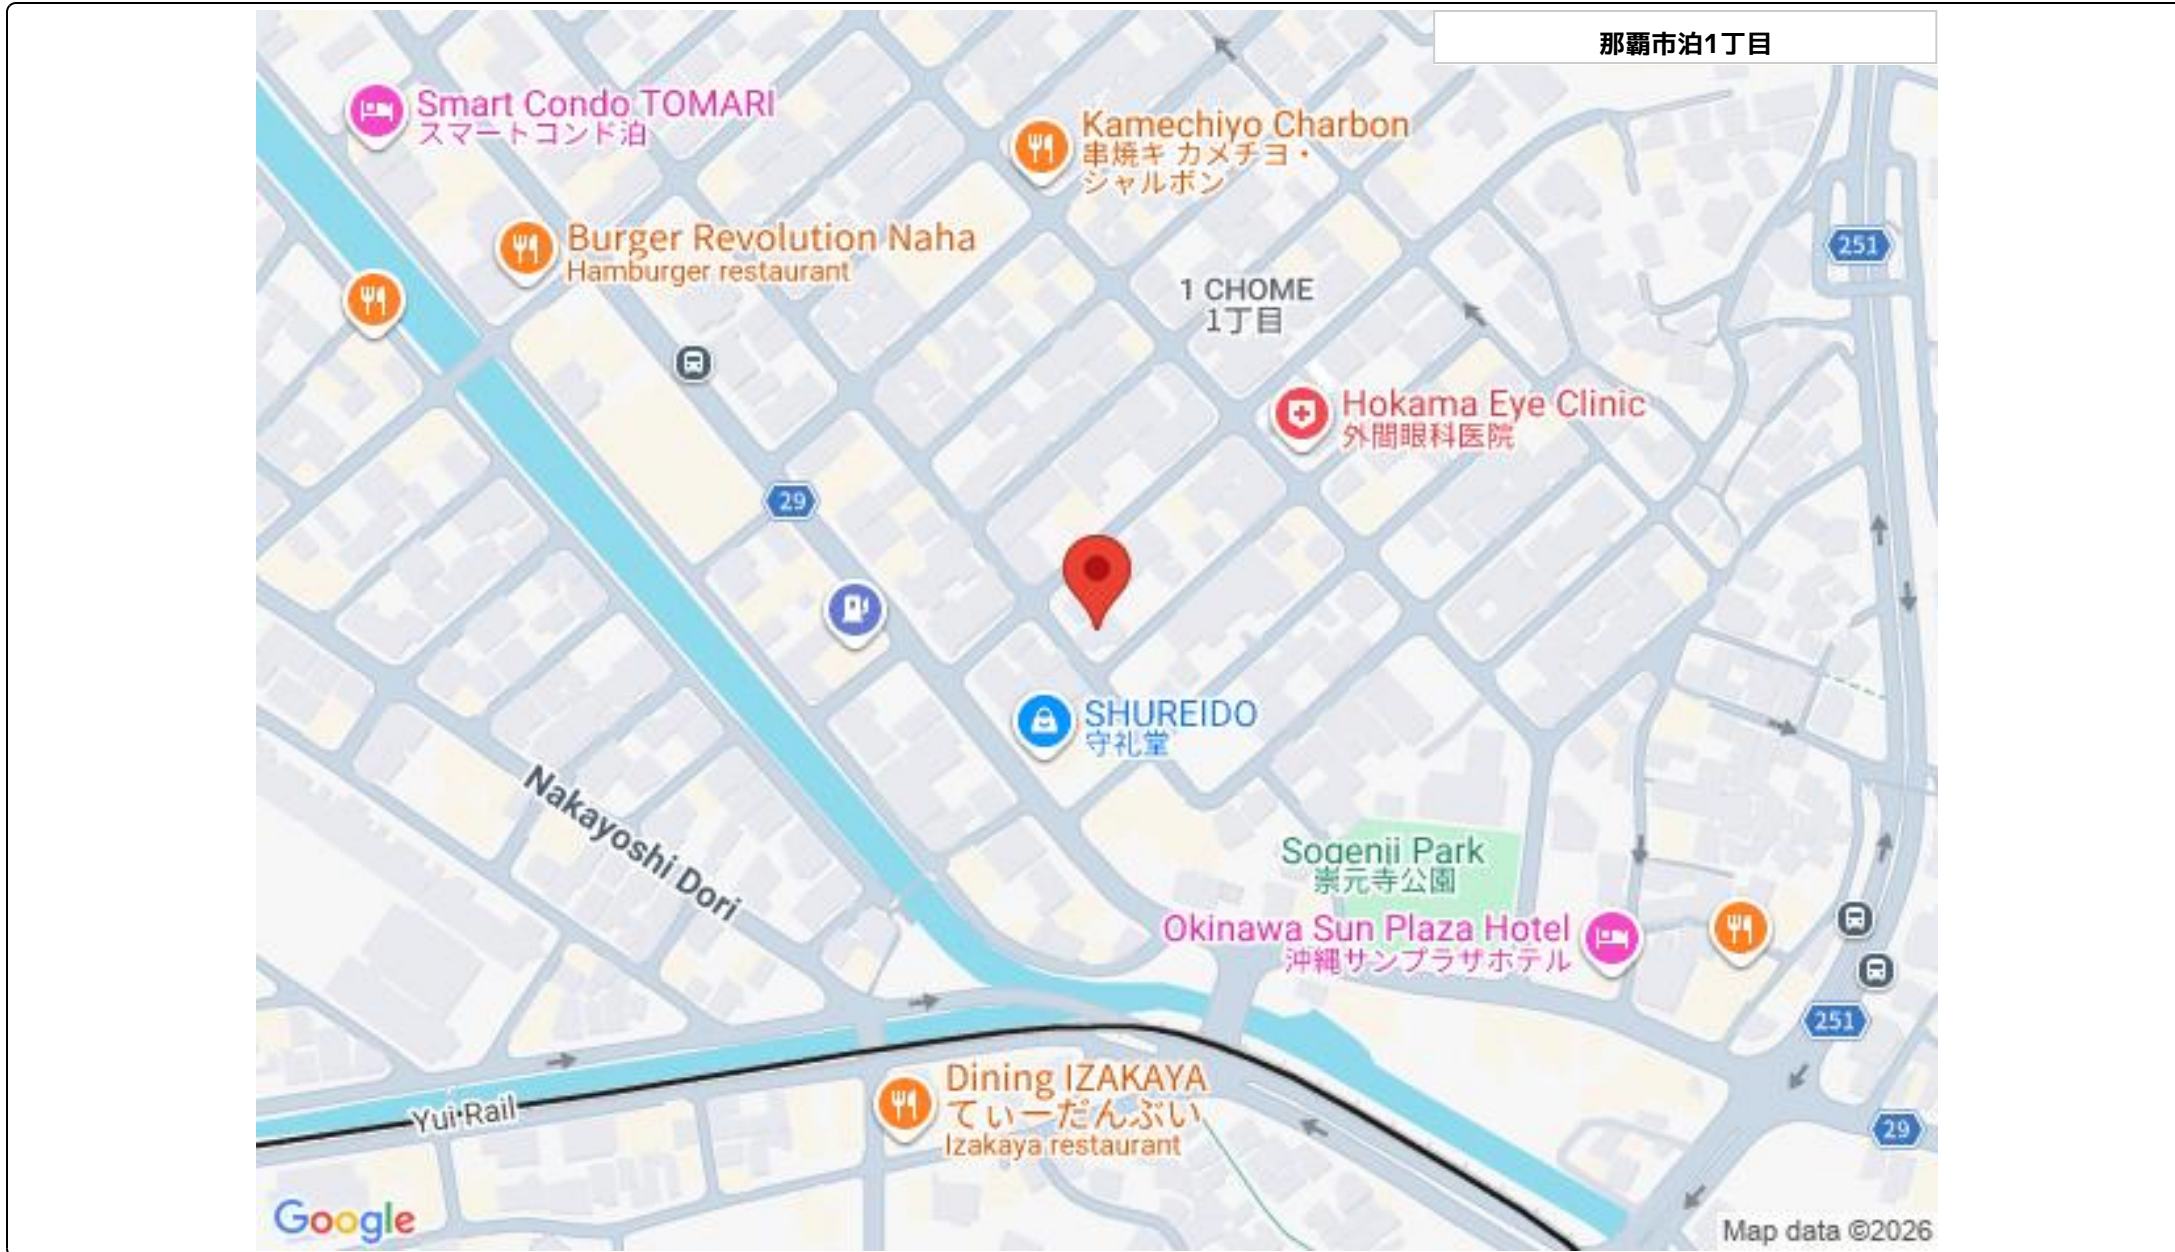 那覇市泊1丁目
Smart Condo TOMARI
スマートコンド泊
Kamechiyo Charbon
串焼キ カメチヨ・
シャルボン
Burger Revolution Naha
Hamburger restaurant
251
1 CHOME
1丁目
Hokama Eye Clinic
外間眼科医院
29
SHUREIDO
守礼堂
Nakayoshi Dori
Sogenji Park
崇元寺公園
Okinawa Sun Plaza Hotel
沖縄サンプラザホテル
251
Dining IZAKAYA
てぃーだんぶい
Izakaya restaurant
Yui Rail
29
Google
Map data ©2026